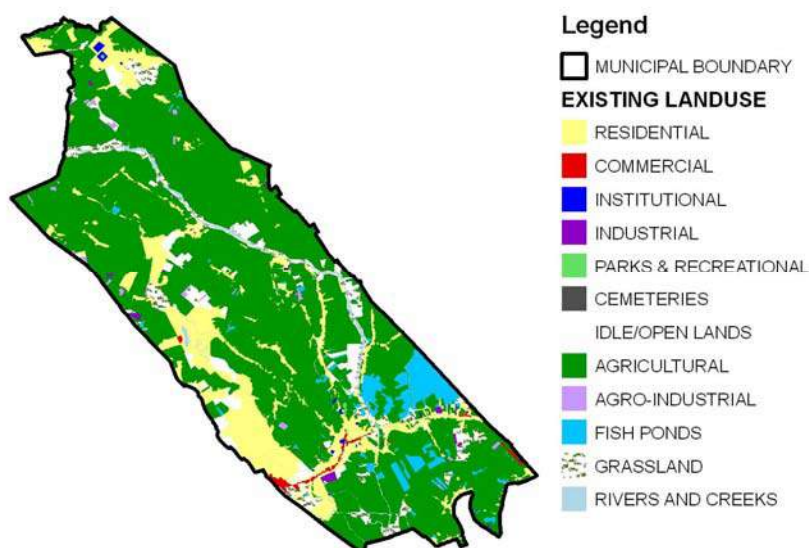 Legend
MUNICIPAL BOUNDARY
EXISTING LANDUSE
RESIDENTIAL
COMMERCIAL
INSTITUTIONAL
INDUSTRIAL
PARKS & RECREATIONAL
CEMETERIES
IDLE/OPEN LANDS
AGRICULTURAL
AGRO-INDUSTRIAL
FISH PONDS
GRASSLAND
RIVERS AND CREEKS